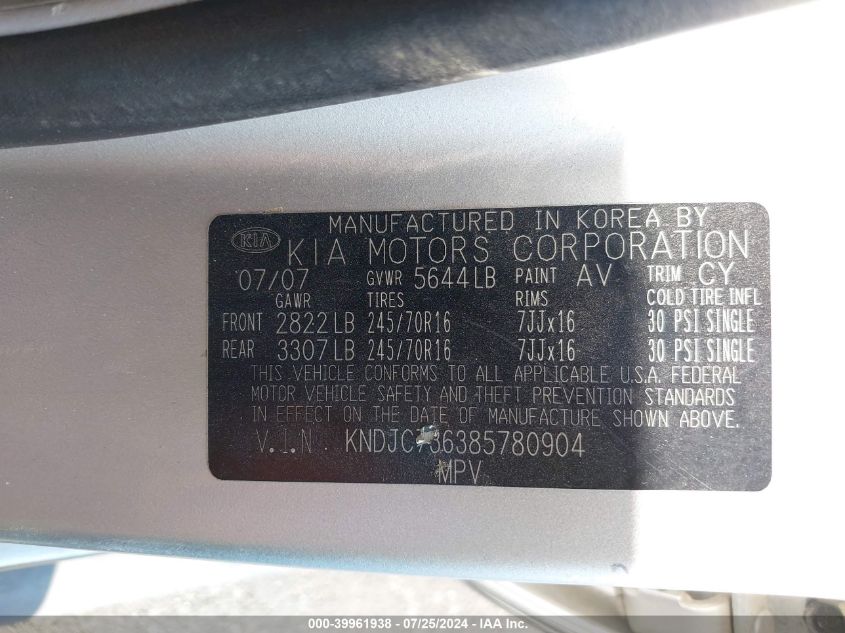 MANUFACTURED IN KOREA BY
KIA KIA MOTORS CORPORATION
07/07 GVWR 5644LB PAINT AV TRIM CY
GAWR TIRES RIMS COLD TIRE INFL
FRONT 2822LB 245/70R16 7JJx16 30 PSI SINGLE
REAR 3307LB 245/70R16 7JJx16 30 PSI SINGLE
THIS VEHICLE CONFORMS TO ALL APPLICABLE U.S.A. FEDERAL
MOTOR VEHICLE SAFETY AND THEFT PREVENTION STANDARDS
IN EFFECT ON THE DATE OF MANUFACTURE SHOWN ABOVE.
V.I.N KNDJC736385780904
MPV
000-39961938 - 07/25/2024 - IAA Inc.